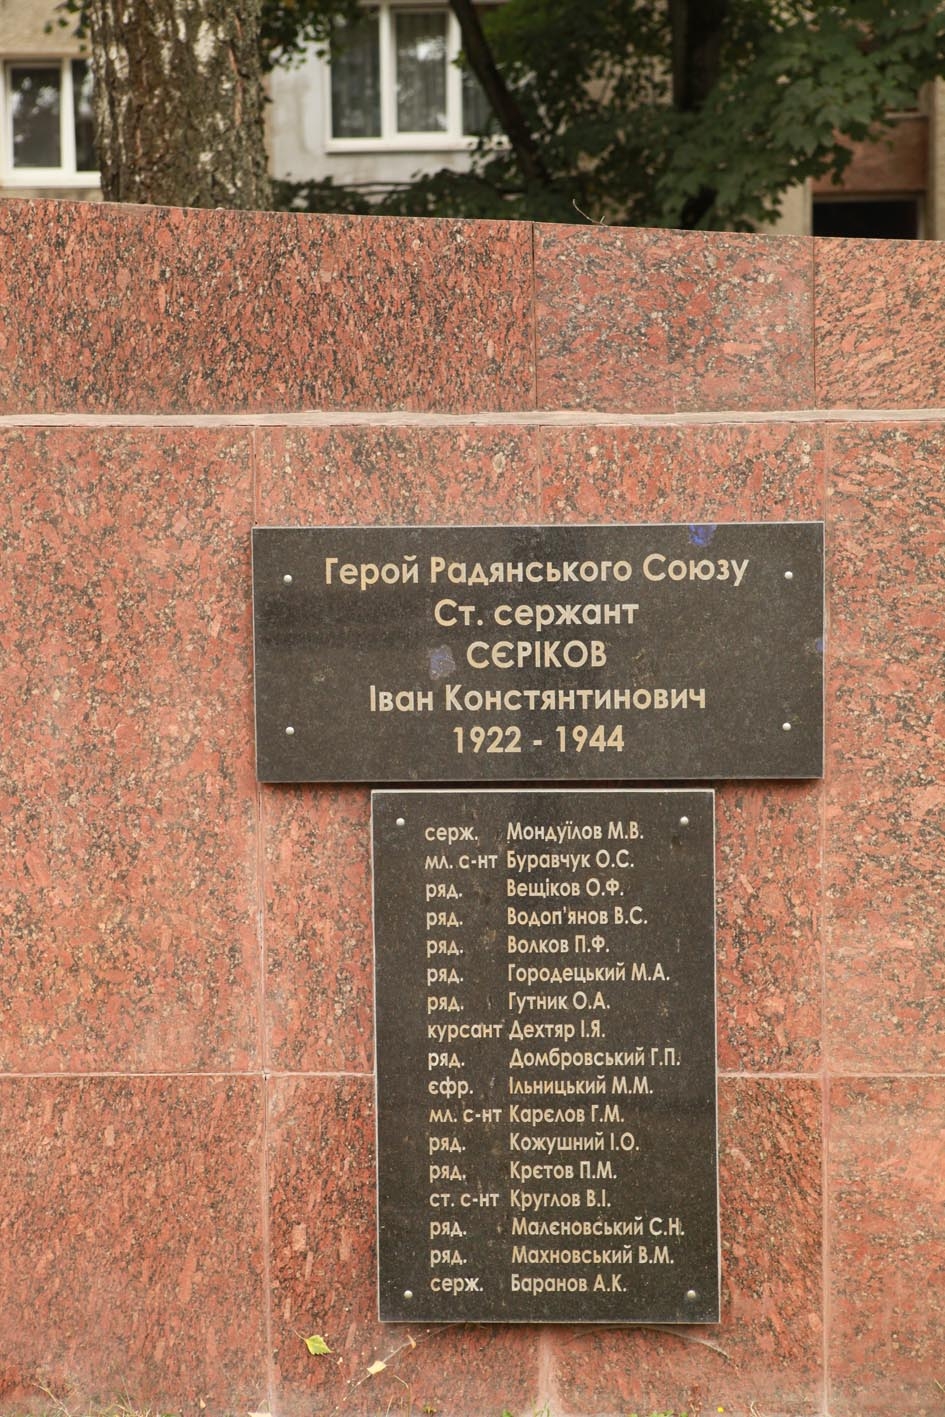 Герой Радянського Союзу
Ст. сержант
СЄРІКОВ
Іван Констянтинович
1922 - 1944
серж. Мондуїлов М.В.
мл. с-нт Буравчук О.С.
ряд. Вещіков О.Ф.
ряд. Водоп'янов В.С.
ряд. Волков П.Ф.
ряд. Городецький М.А.
ряд. Гутник О.А.
курсант Дехтяр І.Я.
ряд. Домбровський Г.П.
єфр. Ільницький М.М.
мл. с-нт Карєлов Г.М.
ряд. Кожушний І.О.
ряд. Крєтов П.М.
ст. с-нт Круглов В.І.
ряд. Малєновський С.Н.
ряд. Махновський В.М.
серж. Баранов А.К.